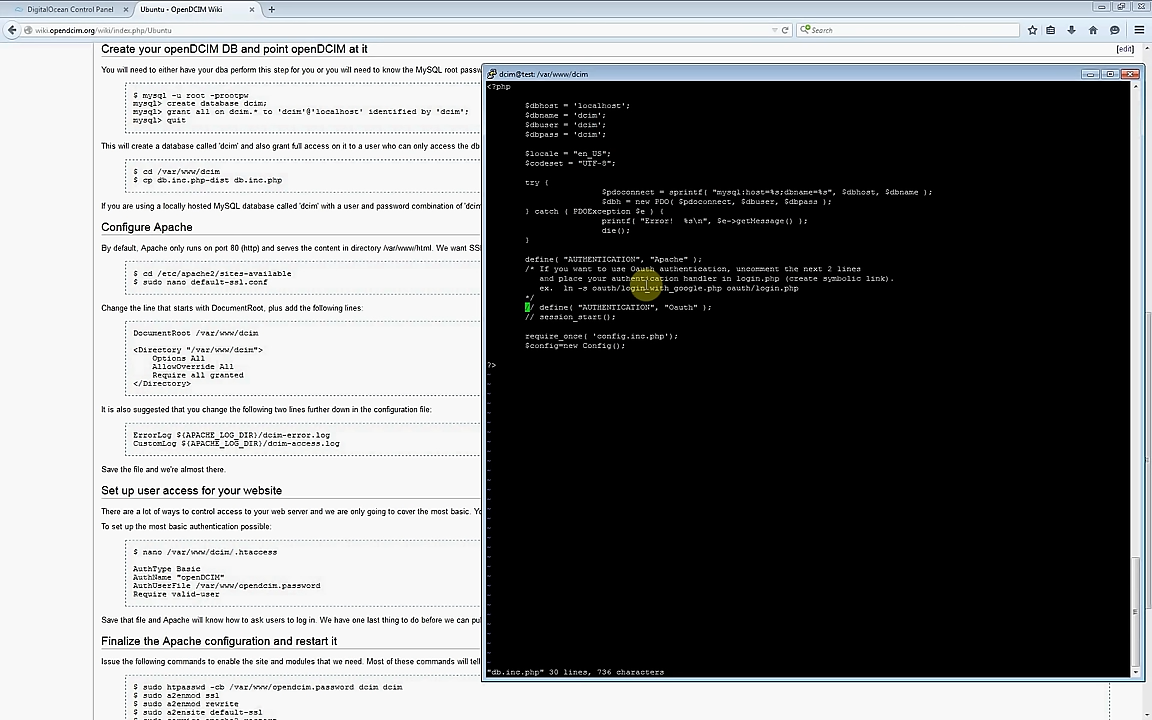 DigitalOcean Control Panel
Ubuntu - OpenDCIM Wiki
wiki.opendcim.org/wiki/index.php/Ubuntu
Search
Create your openDCIM DB and point openDCIM at it
[edit]
You will need to either have your dba perform this step for you or you will need to know the MySQL root passw
$ mysql -u root -prootpw
mysql> create database dcim;
mysql> grant all on dcim.* to 'dcim'@'localhost' identified by 'dcim';
mysql> quit
This will create a database called 'dcim' and also grant full access on it to a user who can only access the db
$ cd /var/www/dcim
$ cp db.inc.php-dist db.inc.php
If you are using a locally hosted MySQL database called 'dcim' with a user and password combination of 'dcim
Configure Apache
By default, Apache only runs on port 80 (http) and serves the content in directory /var/www/html. We want SS
$ cd /etc/apache2/sites-available
$ sudo nano default-ssl.conf
Change the line that starts with DocumentRoot, plus add the following lines:
DocumentRoot /var/www/dcim
<Directory "/var/www/dcim">
Options All
AllowOverride All
Require all granted
</Directory>
It is also suggested that you change the following two lines further down in the configuration file:
ErrorLog ${APACHE_LOG_DIR}/dcim-error.log
CustomLog ${APACHE_LOG_DIR}/dcim-access.log
Save the file and we're almost there.
Set up user access for your website
There are a lot of ways to control access to your web server and we are only going to cover the most basic. Yo
To set up the most basic authentication possible:
$ nano /var/www/dcim/.htaccess
AuthType Basic
AuthName "openDCIM"
AuthUserFile /var/www/opendcim.password
Require valid-user
Save that file and Apache will know how to ask users to log in. We have one last thing to do before we can pu
Finalize the Apache configuration and restart it
Issue the following commands to enable the site and modules that we need. Most of these commands will tell
$ sudo htpasswd -cb /var/www/opendcim.password dcim dcim
$ sudo a2enmod ssl
$ sudo a2enmod rewrite
$ sudo a2ensite default-ssl
dcim@test: /var/www/dcim
<?php
$dbhost = 'localhost';
$dbname = 'dcim';
$dbuser = 'dcim';
$dbpass = 'dcim';
$locale = "en_US";
$codeset = "UTF-8";
try {
$pdoconnect = sprintf( "mysql:host=%s;dbname=%s", $dbhost, $dbname );
$dbh = new PDO( $pdoconnect, $dbuser, $dbpass );
} catch ( PDOException $e ) {
printf( "Error!  %s\n", $e->getMessage() );
die();
}
define( "AUTHENTICATION", "Apache" );
/* If you want to use Oauth authentication, uncomment the next 2 lines
and place your authentication handler in login.php (create symbolic link).
ex.  ln -s oauth/login_with_google.php oauth/login.php
*/
// define( "AUTHENTICATION", "Oauth" );
// session_start();
require_once( 'config.inc.php');
$config=new Config();
?>
"db.inc.php" 30 lines, 736 characters